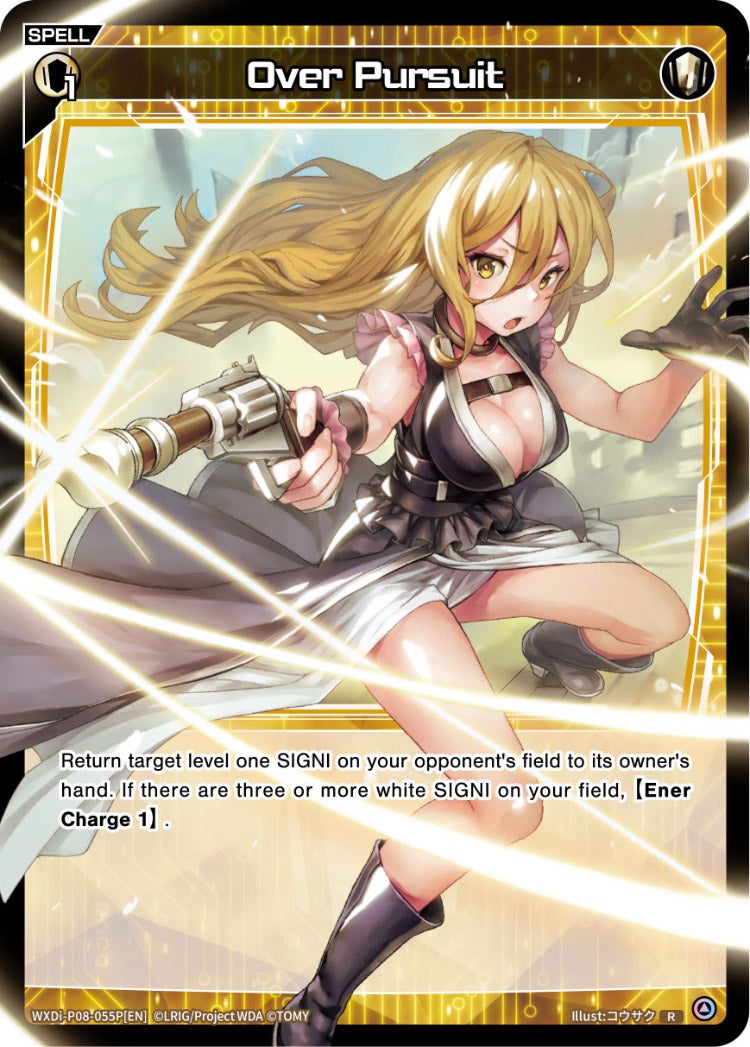 SPELL
1
Over Pursuit
Return target level one SIGNI on your opponent's field to its owner's
hand. If there are three or more white SIGNI on your field, 【Ener
Charge 1】 .
WXDi-P08-055P[EN] ©LRIG/Project WDA ©TOMY
Illust:コウサク R